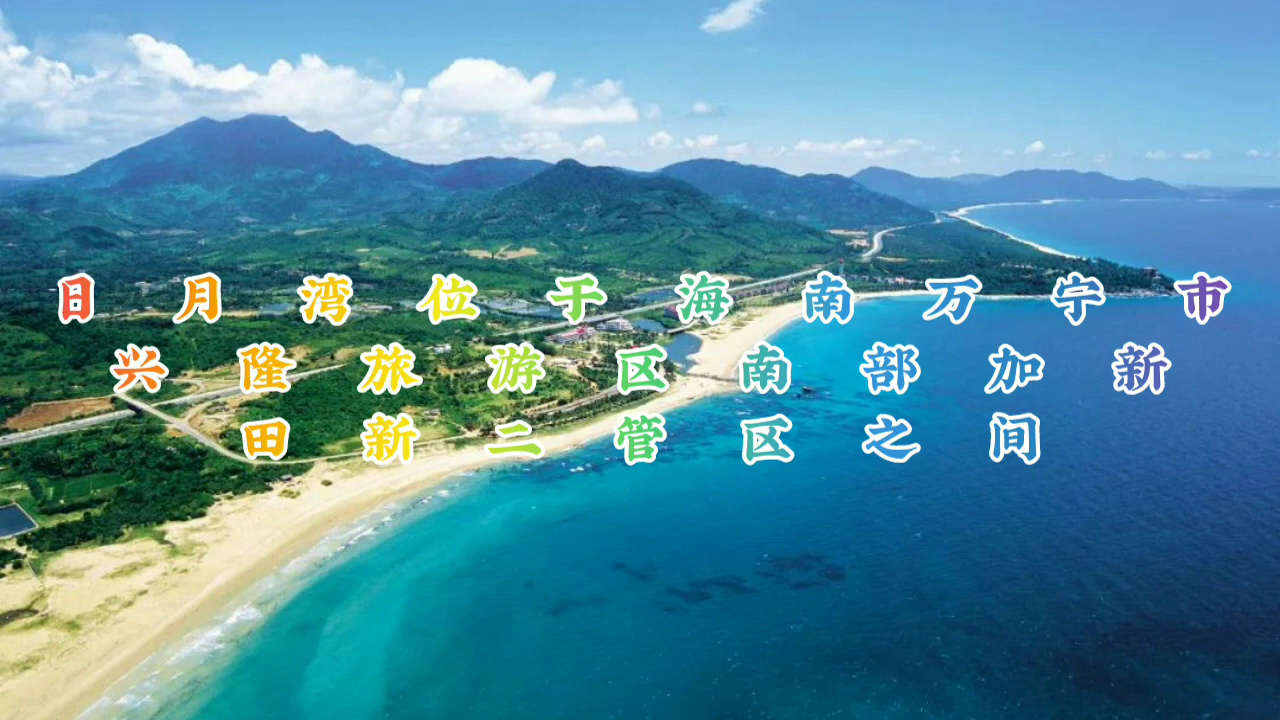 日月湾位于海南万宁市
兴隆旅游区南部加新
田新二管区之间